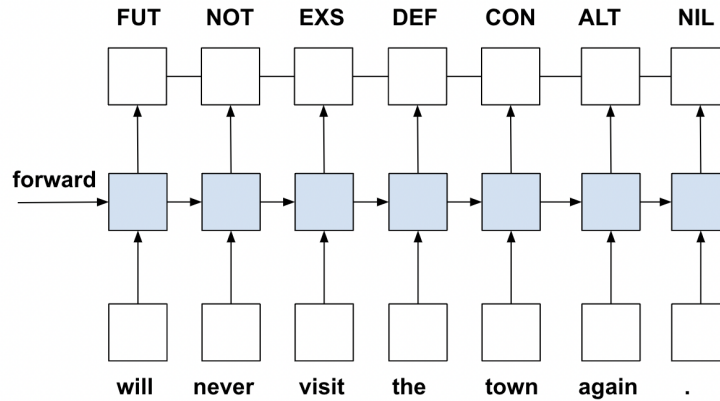 FUT NOT EXS DEF CON ALT NIL
forward
will never visit the town again .